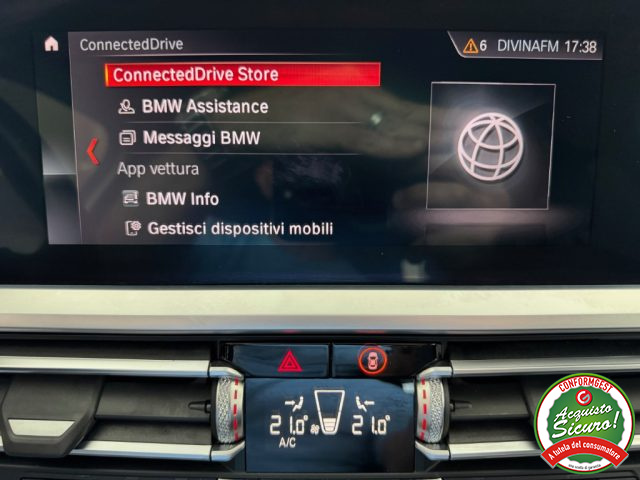 ConnectedDrive
6 DIVINAFM 17:38
ConnectedDrive Store
BMW Assistance
Messaggi BMW
App vettura
BMW Info
Gestisci dispositivi mobili
21.0° 21.0°
A/C
CONFORMGEST
Acquisto
Sicuro!
A tutela del consumatore